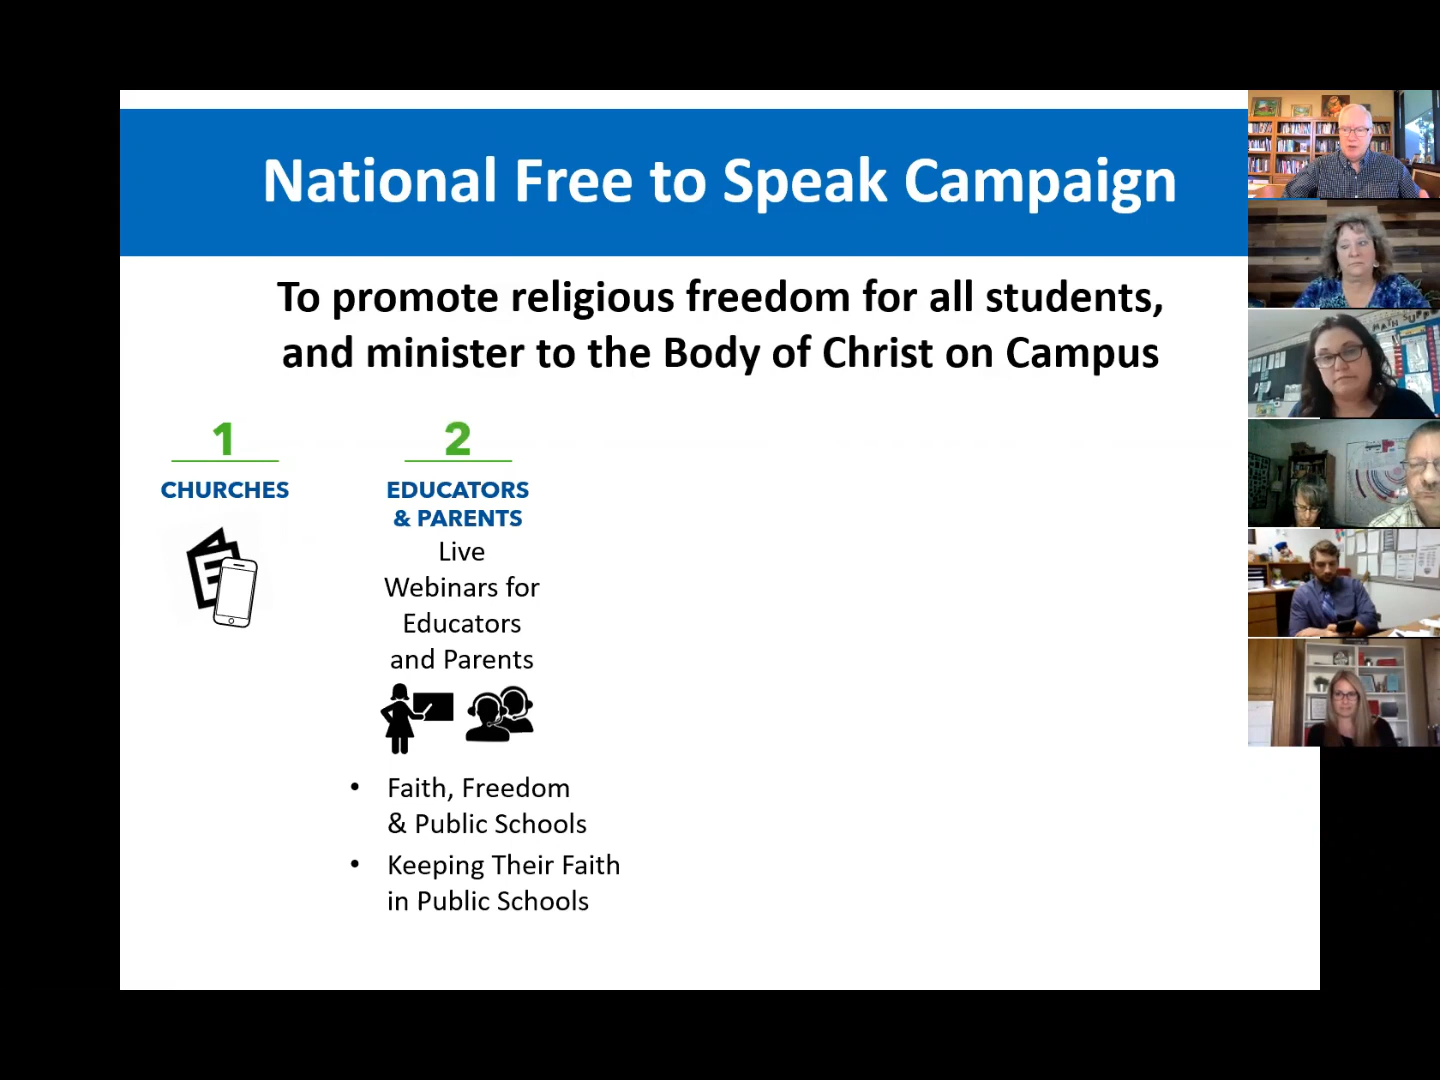 National Free to Speak Campaign
To promote religious freedom for all students,
and minister to the Body of Christ on Campus
1
CHURCHES
2
EDUCATORS
& PARENTS
Live
Webinars for
Educators
and Parents
• Faith, Freedom
& Public Schools
• Keeping Their Faith
in Public Schools
MATH SUPP